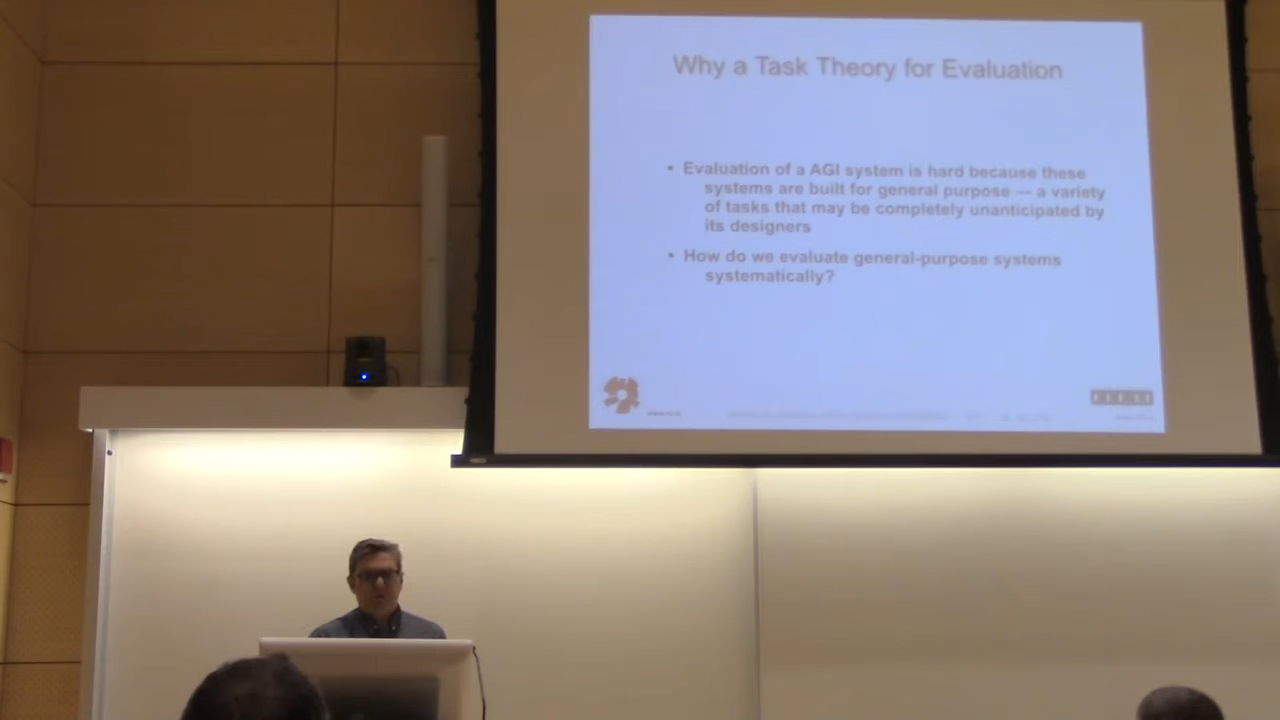 Why a Task Theory for Evaluation
• Evaluation of a AGI system is hard because these
systems are built for general purpose — a variety
of tasks that may be completely unanticipated by
its designers
• How do we evaluate general-purpose systems
systematically?